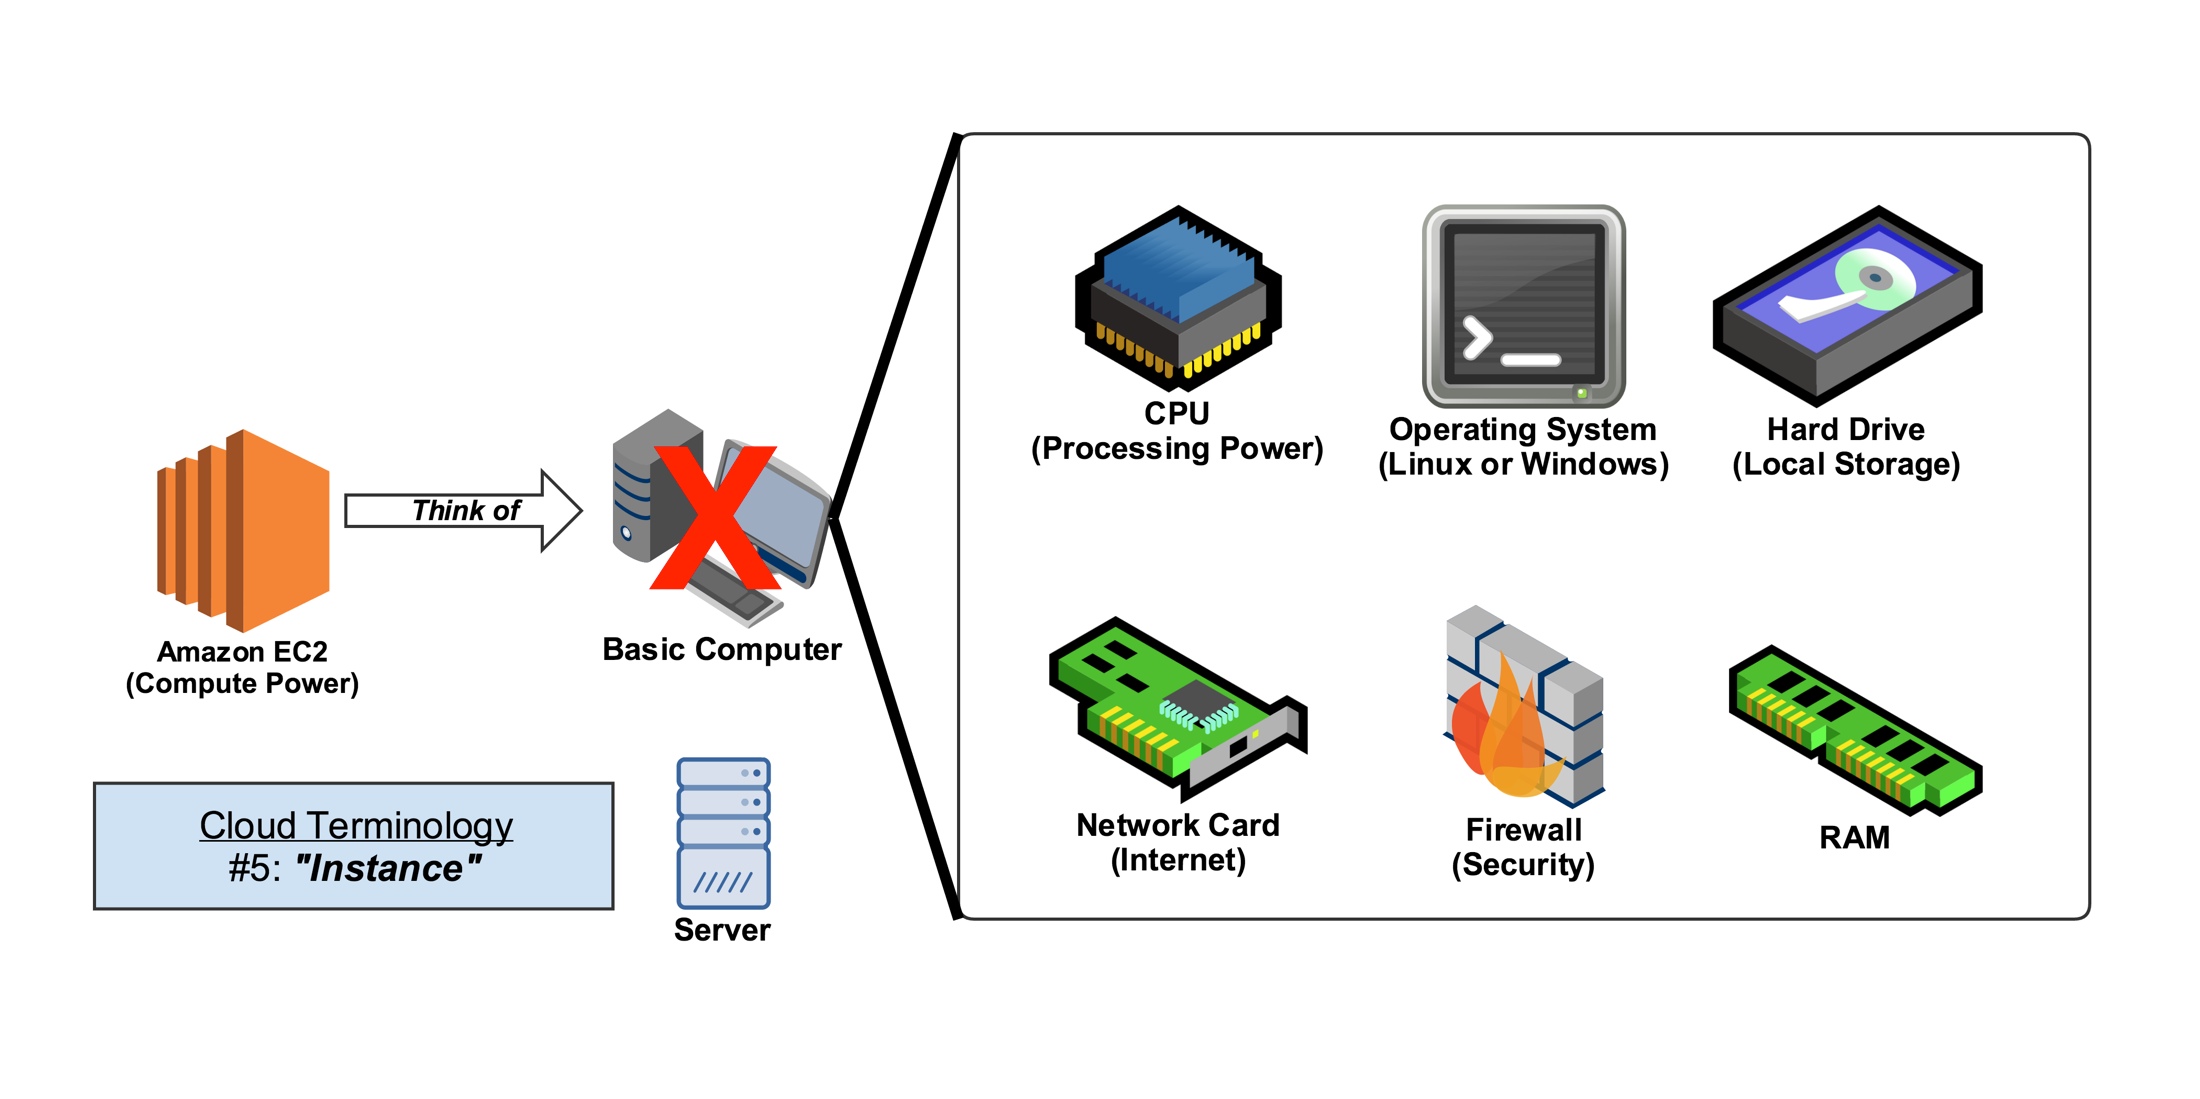 Amazon EC2
(Compute Power)
Think of
Basic Computer
Cloud Terminology
#5: "Instance"
Server
CPU
(Processing Power)
Operating System
(Linux or Windows)
Hard Drive
(Local Storage)
Network Card
(Internet)
Firewall
(Security)
RAM